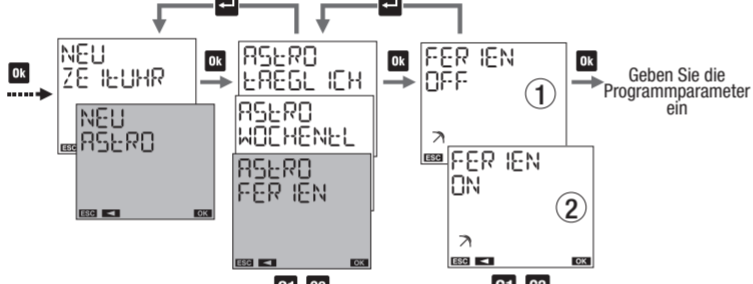 Ok
NEU
ZEItUHR
ESC
NEU
AStRO
ESC OK
Ok
AStRO
tAEGLICH
AStRO
WOCHENtL
AStRO
FERIEN
ESC OK
Ok
FERIEN
OFF
1
ESC
FERIEN
ON
2
ESC OK
Ok
Geben Sie die
Programmparameter
ein